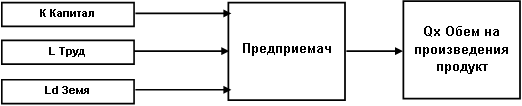 К Капитал
L Труд
Ld Земя
Предприемач
Qx Обем на
произведения
продукт